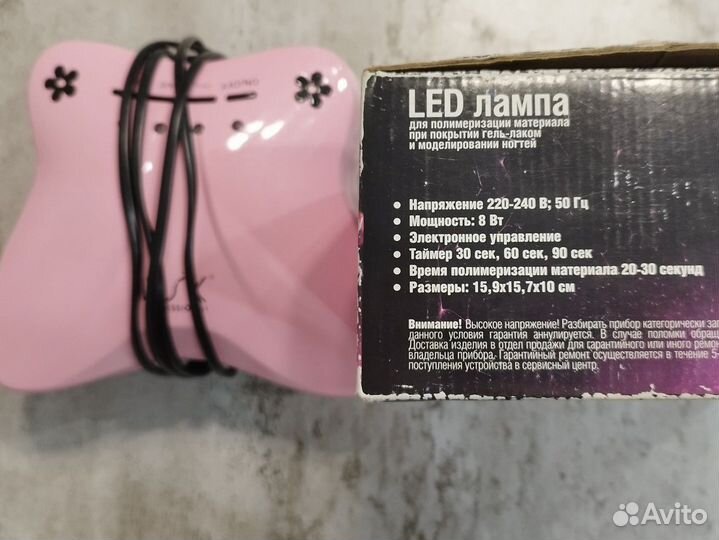 LED лампа
для полимеризации материала
при покрытии гель-лаком
и моделировании ногтей
• Напряжение 220-240 В; 50 Гц
• Мощность: 8 Вт
• Электронное управление
• Таймер 30 сек, 60 сек, 90 сек
• Время полимеризации материала 20-30 секунд
• Размеры: 15,9x15,7x10 см
Внимание! Высокое напряжение! Разбирать прибор категорически
данного условия гарантия аннулируется. В случае поломки
Доставка изделия в отдел продажи для гарантийного или иного
владельца прибора. Гарантийный ремонт осуществляется в течение 5-
поступления устройства в сервисный центр.
Avito